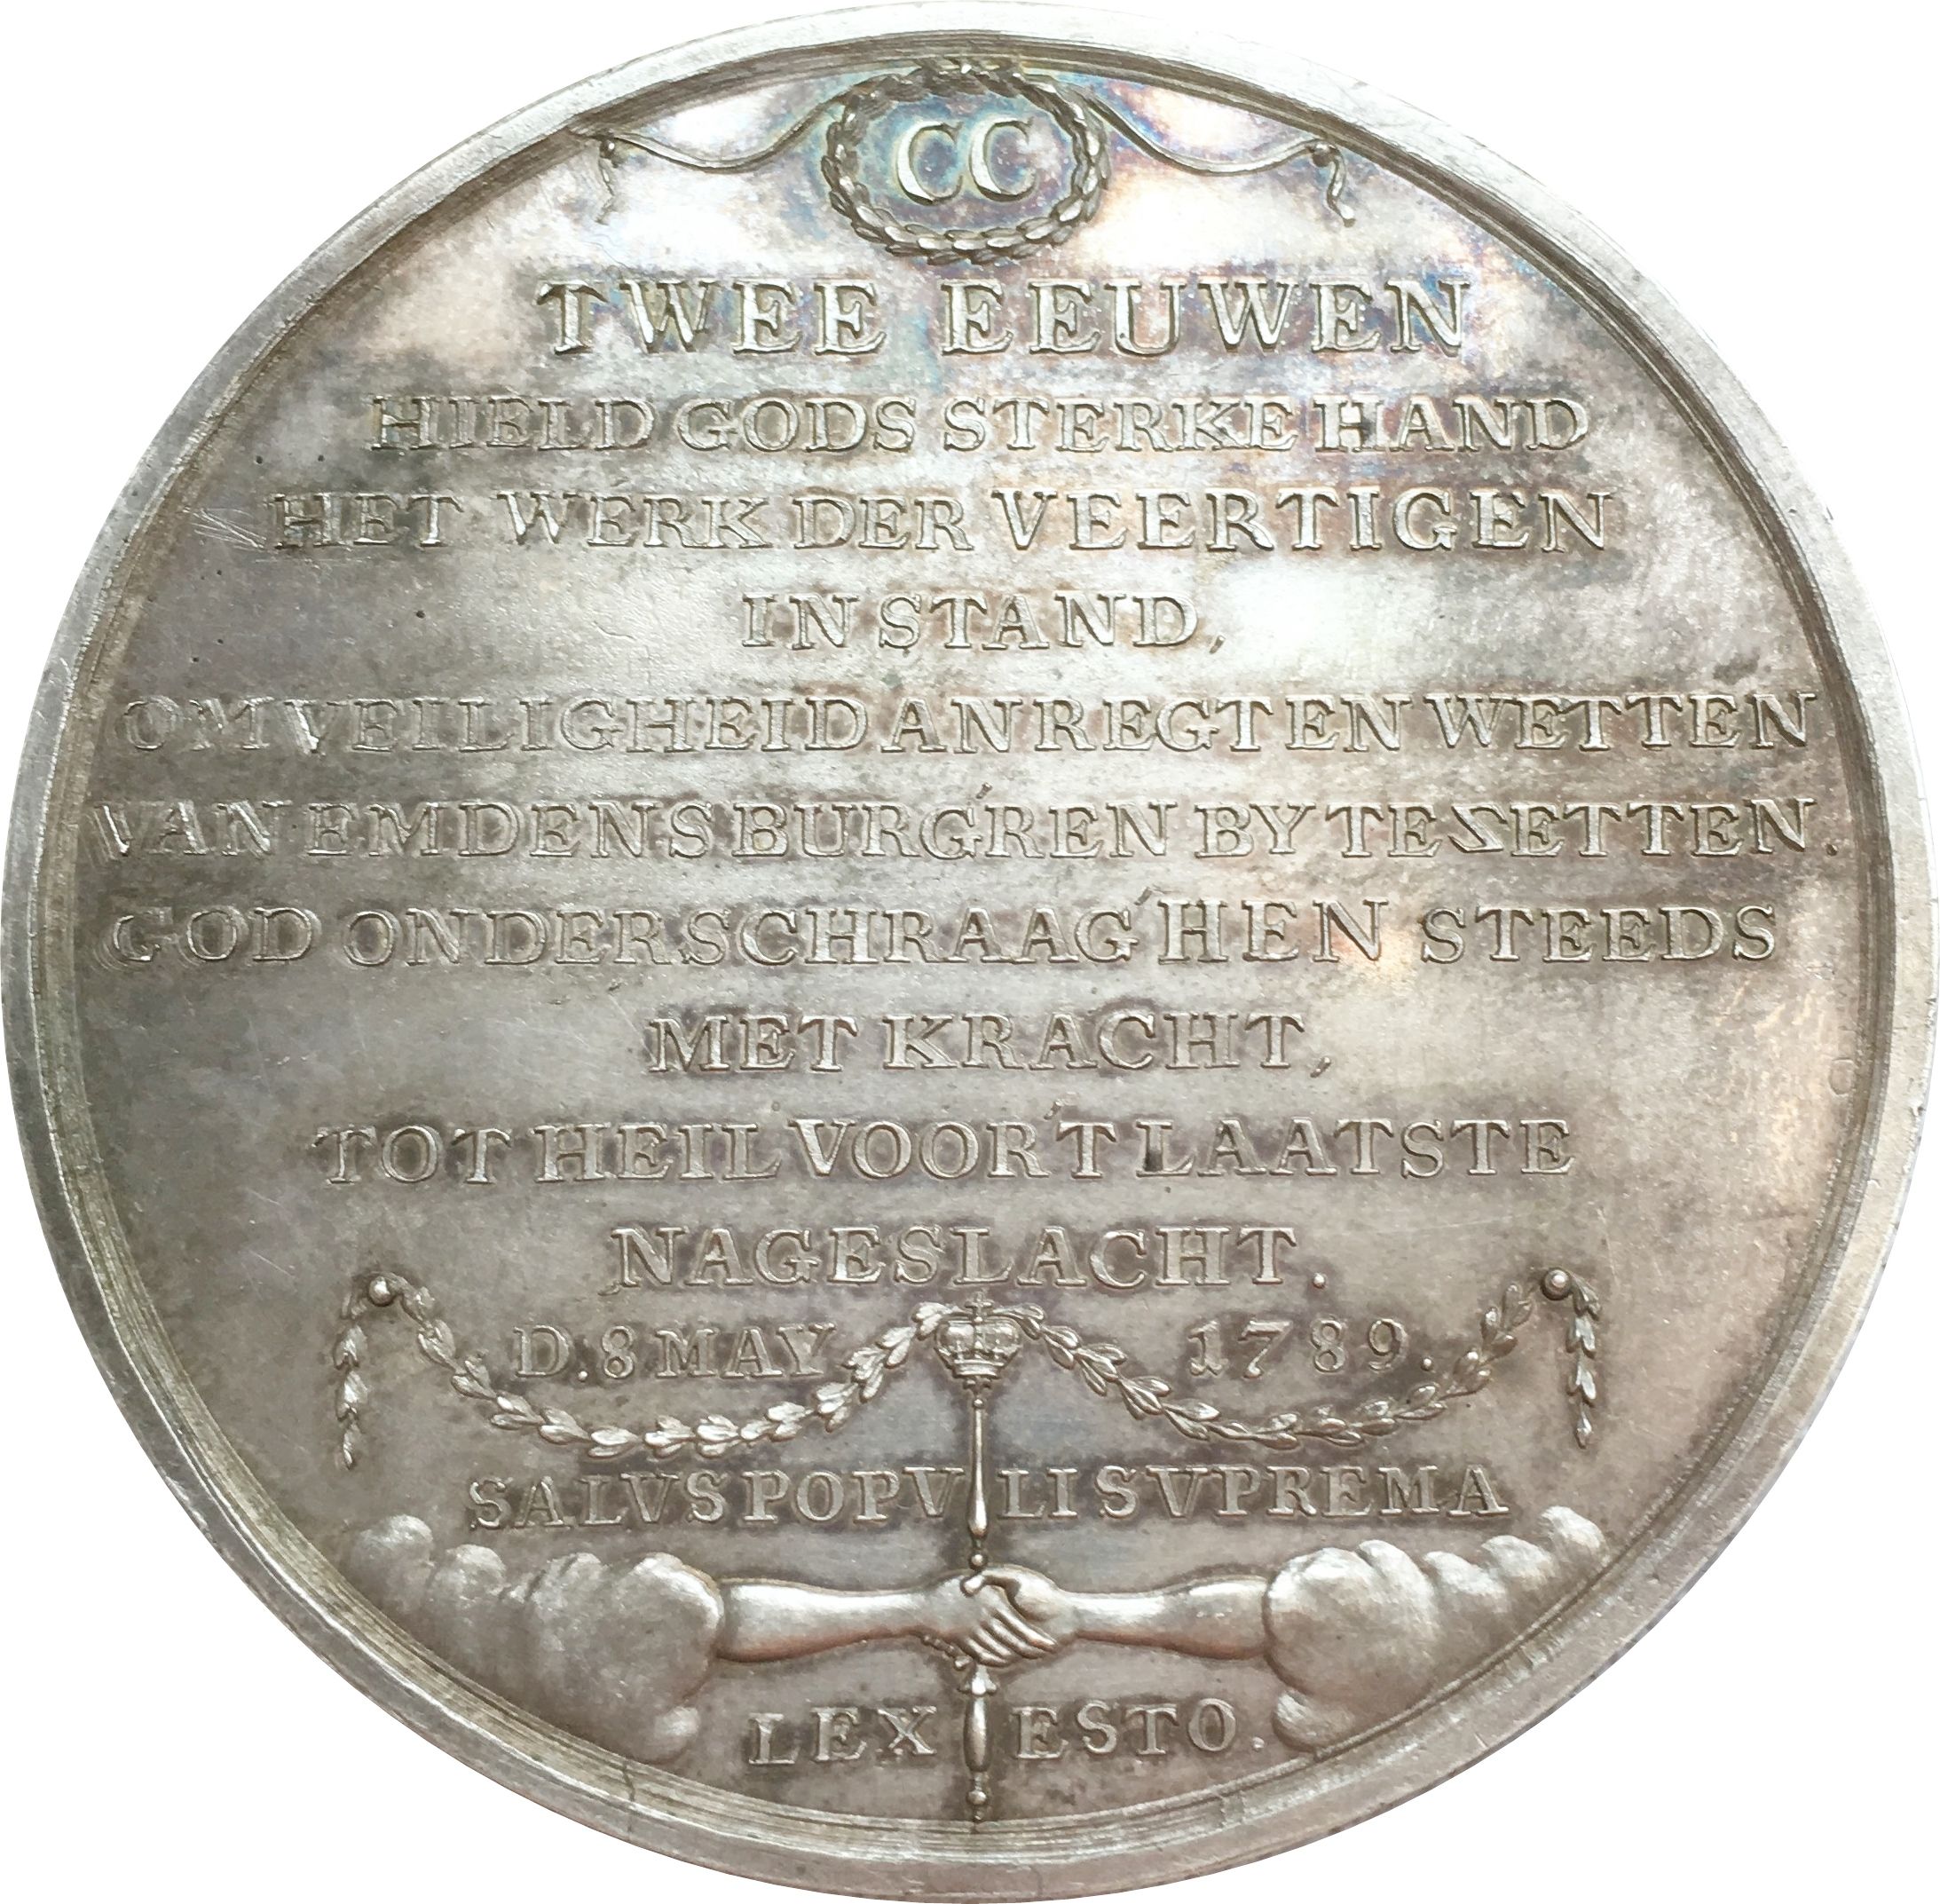 CC
TWEE EEUWEN
HIELD GODS STERKE HAND
HET WERK DER VEERTIGEN
IN STAND,
OM VEILIGHEID AN REGT EN WETTEN
VAN EMDENS BURG'REN BY TE ZETTEN.
GOD ONDERSCHRAAG' HEN STEEDS
MET KRACHT,
TOT HEIL VOOR 'T LAATSTE
NAGESLACHT.
D. 8 MAY 1789.
SALVS POPVLI SVPREMA
LEX ESTO.